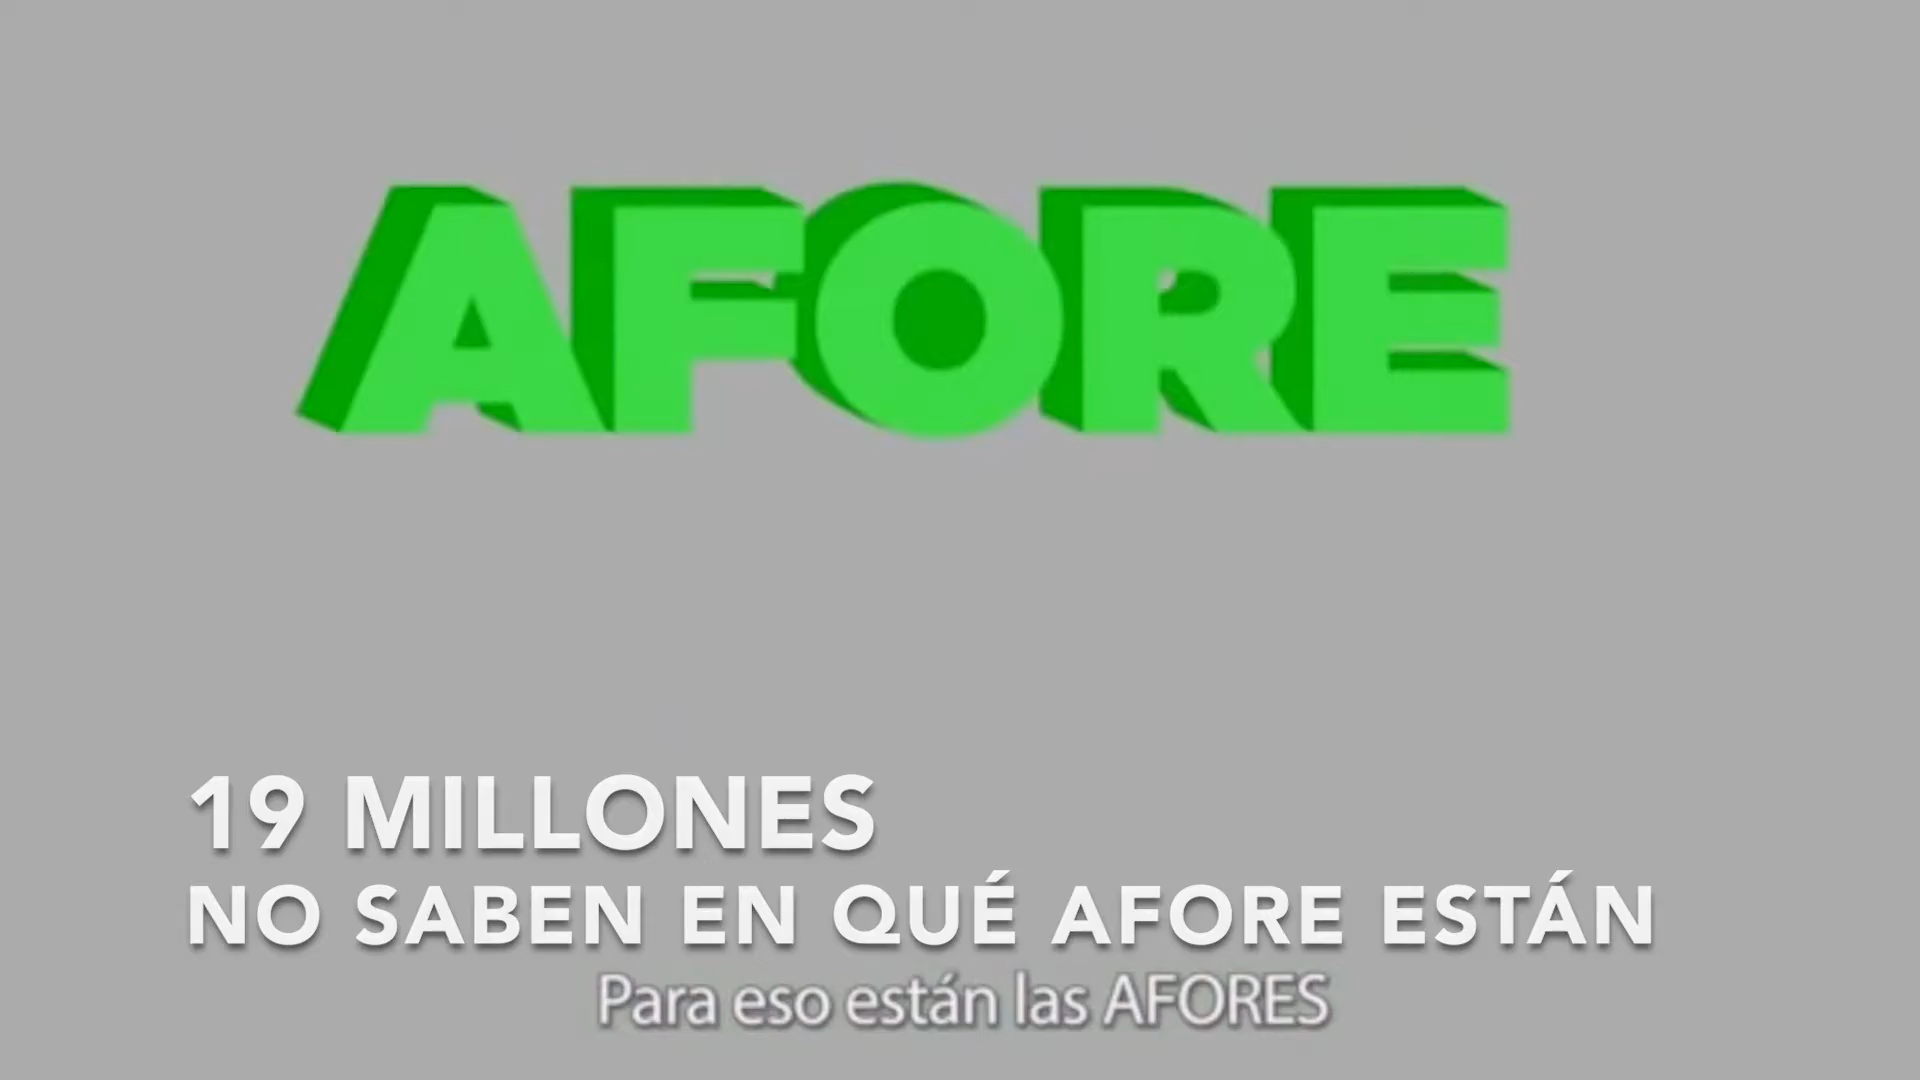 AFORE
19 MILLONES
NO SABEN EN QUÉ AFORE ESTÁN
Para eso están las AFORES